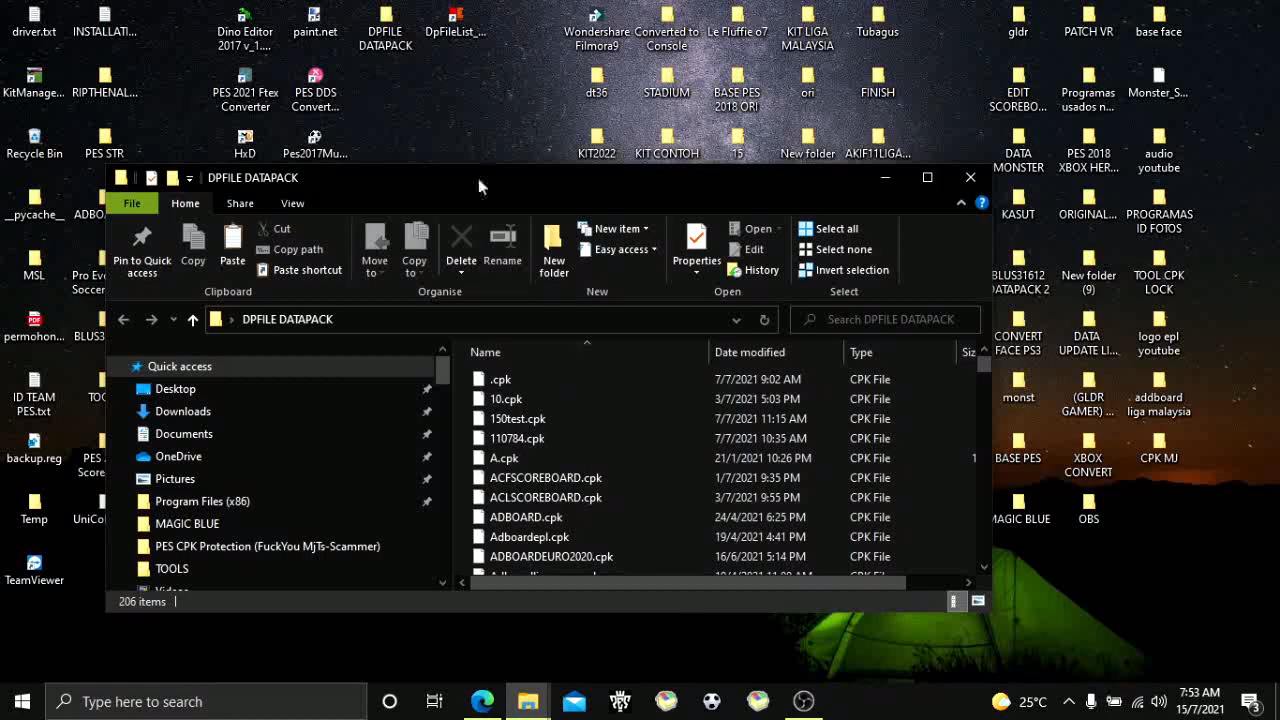 driver.txt
INSTALLATI...
Dino Editor
2017 v_1....
paint.net
DPFILE
DATAPACK
DpFileList_...
Wondershare
Filmora9
Converted to
Console
Le Fluffie o7
KIT LIGA
MALAYSIA
Tubagus
gldr
PATCH VR
base face
KitManage...
RIPTHENAL...
PES 2021 Ftex
Converter
PES DDS
Convert...
dt36
STADIUM
BASE PES
2018 ORI
ori
FINISH
EDIT
SCOREBO...
Programas
usados n...
Monster_S...
Recycle Bin
PES STR
HxD
Pes2017Mu...
KIT2022
KIT CONTOH
15
New folder
AKIF11LIGA...
DATA
MONSTER
PES 2018
XBOX HER...
audio
youtube
DPFILE DATAPACK
File
Home
Share
View
Pin to Quick
access
Copy
Paste
Cut
Copy path
Paste shortcut
Clipboard
Move
to
Copy
to
Delete
Rename
Organise
New
folder
New item
Easy access
New
Properties
Open
Edit
History
Open
Select all
Select none
Invert selection
Select
DPFILE DATAPACK
Search DPFILE DATAPACK
Quick access
Desktop
Downloads
Documents
OneDrive
Pictures
Program Files (x86)
MAGIC BLUE
PES CPK Protection (FuckYou MjTs-Scammer)
TOOLS
Name
Date modified
Type
Siz
.cpk 7/7/2021 9:02 AM CPK File
10.cpk 3/7/2021 5:03 PM CPK File
150test.cpk 7/7/2021 11:15 AM CPK File
110784.cpk 7/7/2021 10:35 AM CPK File
A.cpk 21/1/2021 10:26 PM CPK File 1
ACFSCOREBOARD.cpk 1/7/2021 9:35 PM CPK File
ACLSCOREBOARD.cpk 3/7/2021 9:55 PM CPK File
ADBOARD.cpk 24/4/2021 6:25 PM CPK File
Adboardepl.cpk 19/4/2021 4:41 PM CPK File
ADBOARDEURO2020.cpk 16/6/2021 5:14 PM CPK File
206 items
__pycache__
ADBO
MSL
Pro Eve
Soccer
permohon...
BLUS3
ID TEAM
PES.txt
TOO
backup.reg
PES
Score
Temp
UniCo
TeamViewer
KASUT
ORIGINAL...
PROGRAMAS
ID FOTOS
BLUS31612
DATAPACK 2
New folder
(9)
TOOL CPK
LOCK
CONVERT
FACE PS3
DATA
UPDATE LI...
logo epl
youtube
monst
(GLDR
GAMER) ...
addboard
liga malaysia
BASE PES
XBOX
CONVERT
CPK MJ
MAGIC BLUE
OBS
Type here to search
25°C
7:53 AM
15/7/2021
3